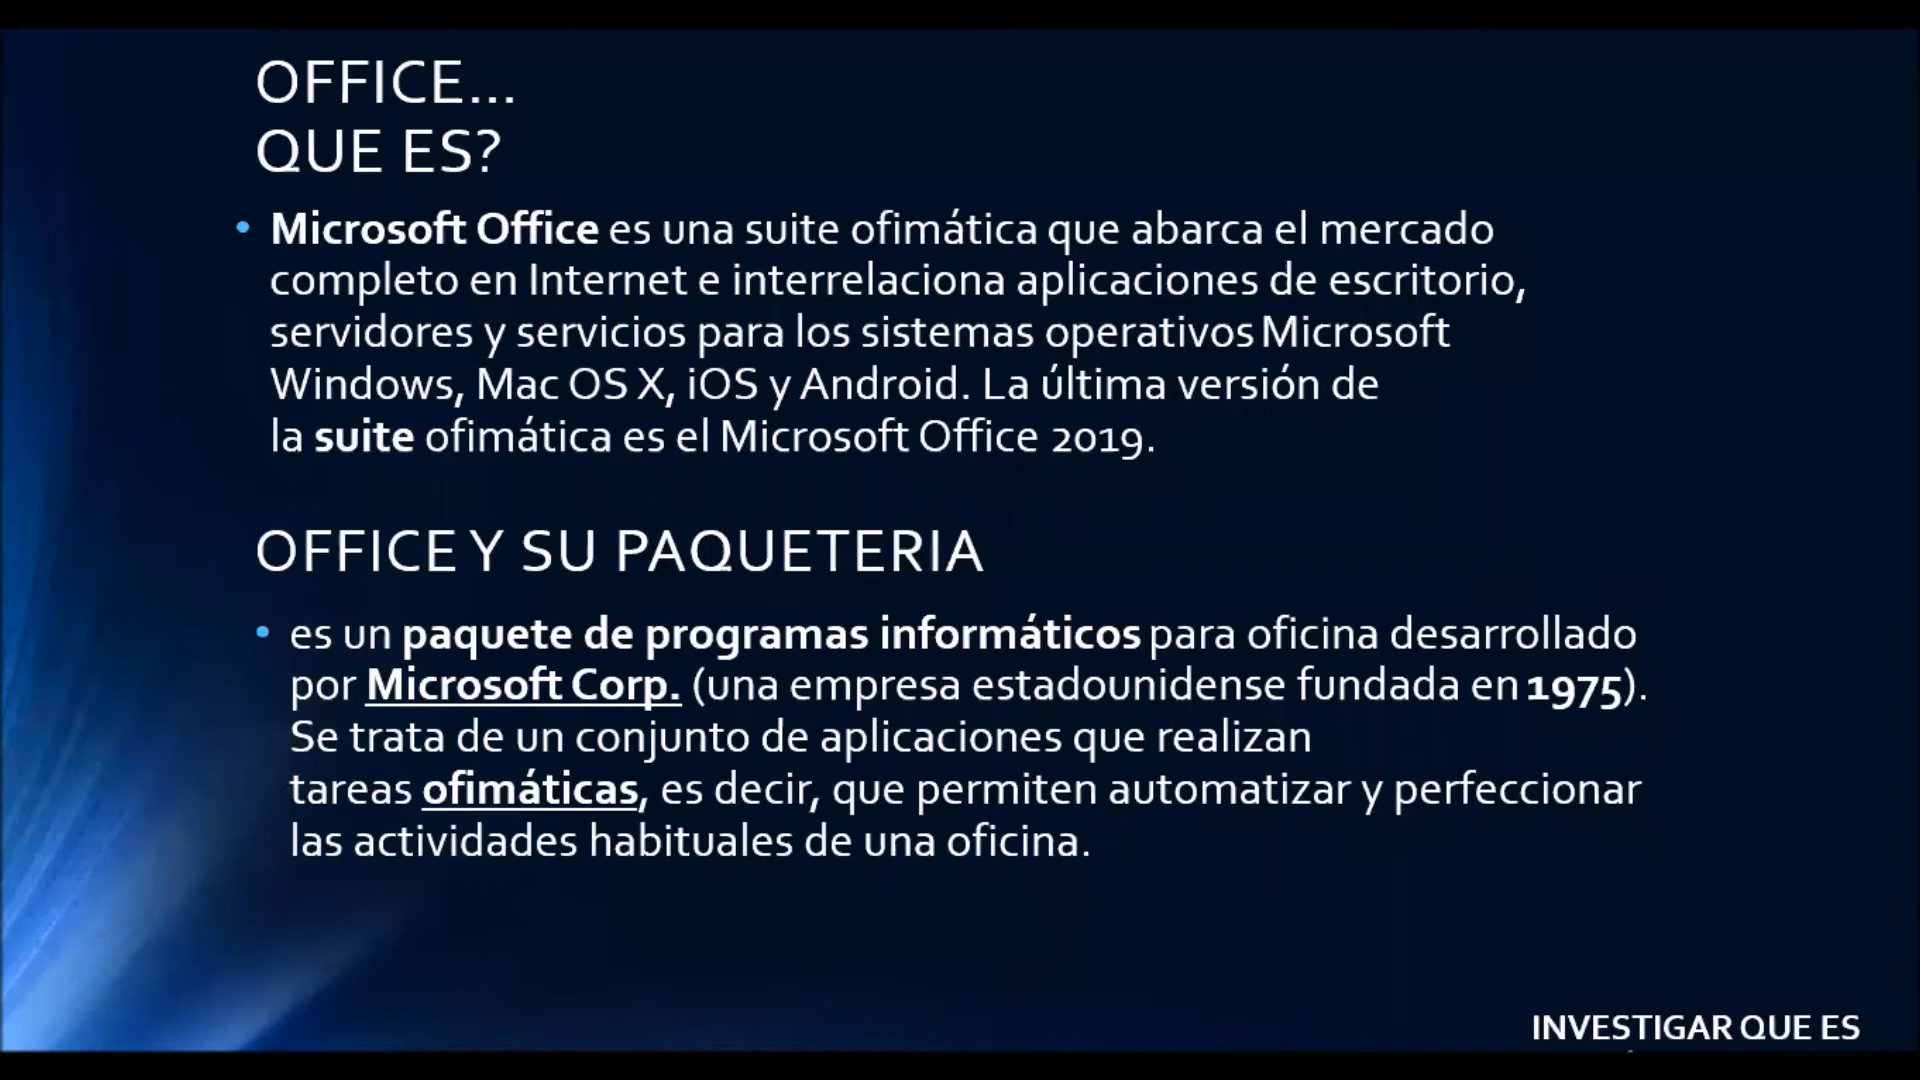 OFFICE...
QUE ES?
• Microsoft Office es una suite ofimática que abarca el mercado
completo en Internet e interrelaciona aplicaciones de escritorio,
servidores y servicios para los sistemas operativos Microsoft
Windows, Mac OS X, iOS y Android. La última versión de
la suite ofimática es el Microsoft Office 2019.
OFFICE Y SU PAQUETERIA
• es un paquete de programas informáticos para oficina desarrollado
por Microsoft Corp. (una empresa estadounidense fundada en 1975).
Se trata de un conjunto de aplicaciones que realizan
tareas ofimáticas, es decir, que permiten automatizar y perfeccionar
las actividades habituales de una oficina.
INVESTIGAR QUE ES